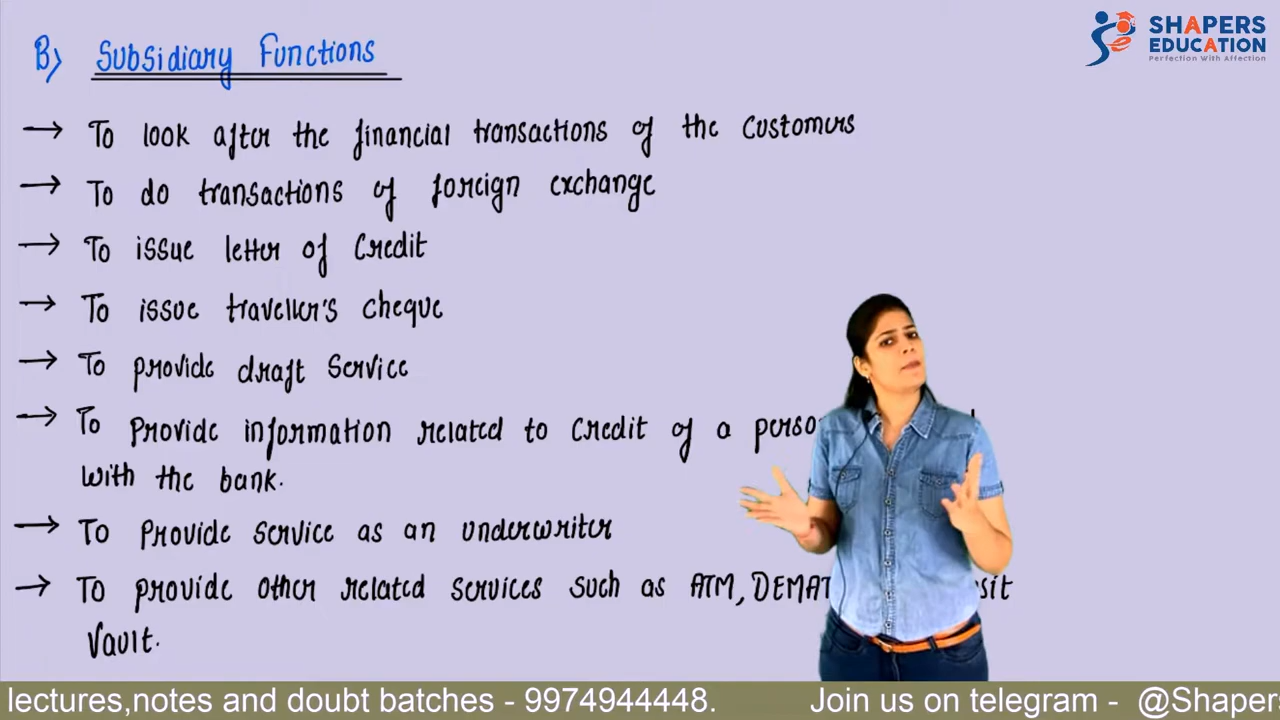 SHAPERS
EDUCATION
Perfection With Affection
B) Subsidiary Functions
→ To look after the financial transactions of the customers
→ To do transactions of foreign exchange
→ To issue letter of Credit
→ To issue traveller's cheque
→ To provide draft Service
→ To provide information related to credit of a
with the bank.
→ To provide service as an underwriter
→ To provide other related services such as ATM, DEMAT
Vault.
lectures,notes and doubt batches - 9974944448. Join us on telegram -